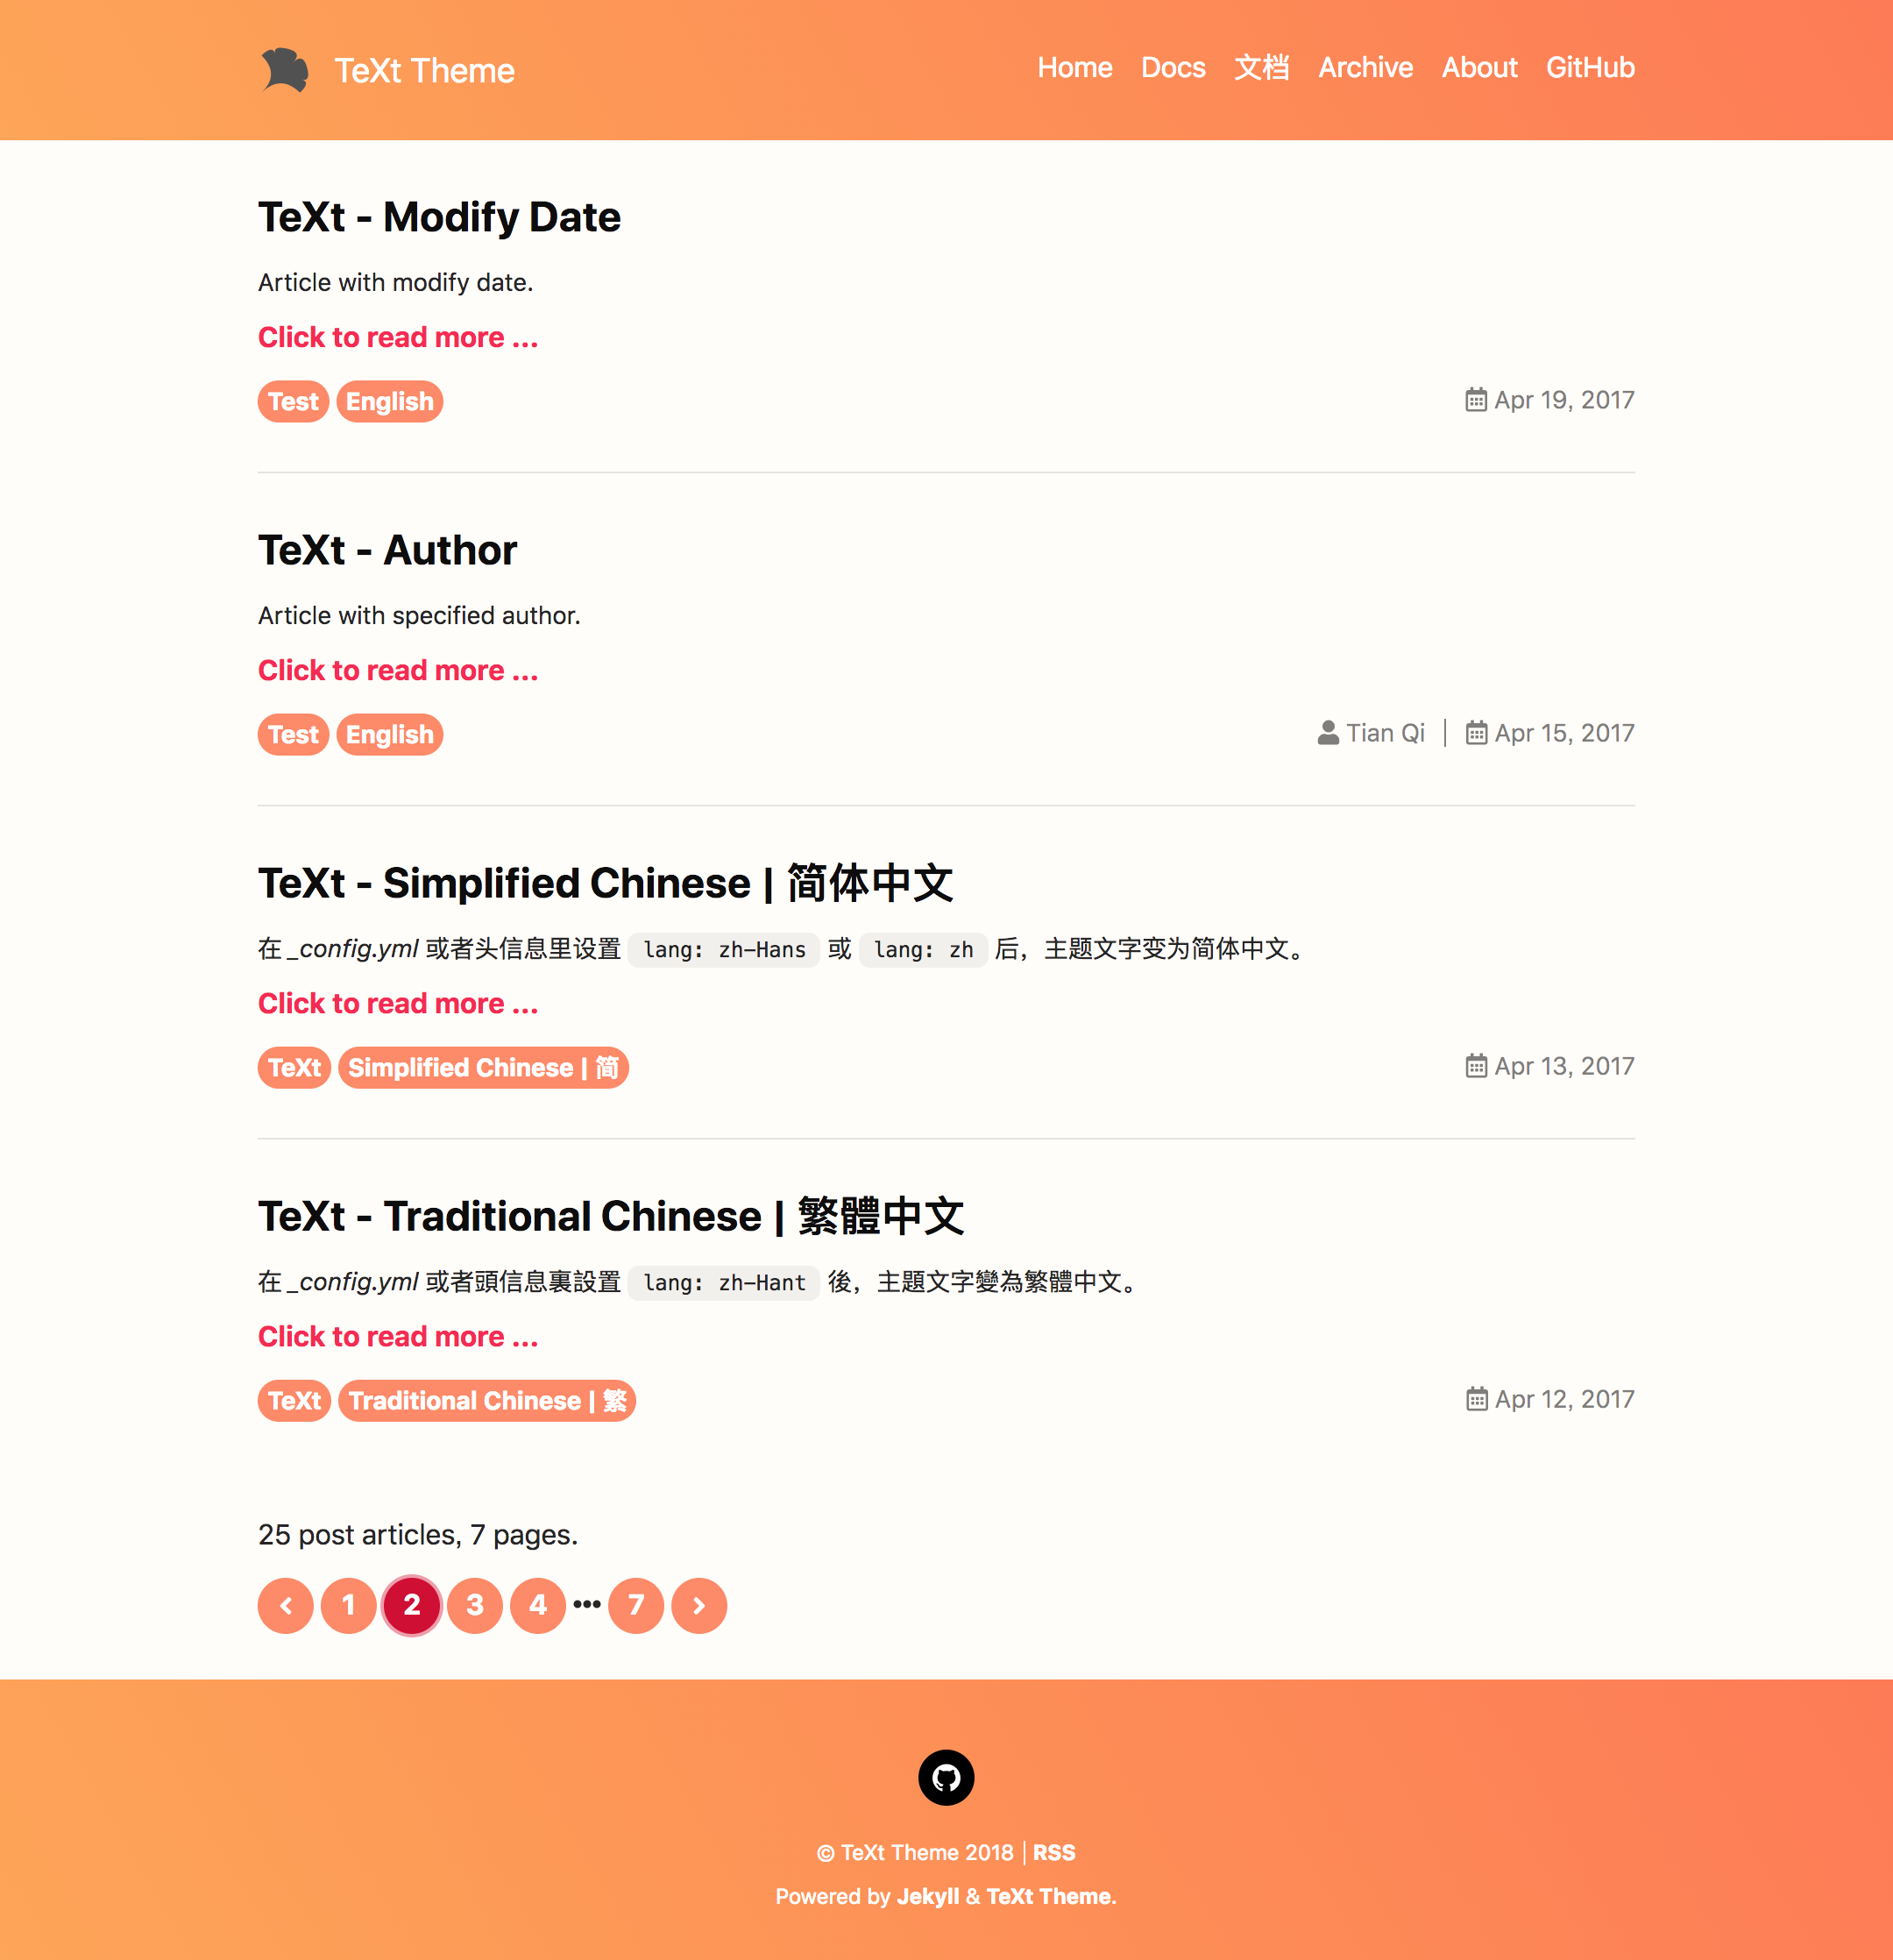 TeXt Theme
Home Docs 文档 Archive About GitHub
TeXt - Modify Date
Article with modify date.
Click to read more ...
Test English
Apr 19, 2017
TeXt - Author
Article with specified author.
Click to read more ...
Test English
Tian Qi | Apr 15, 2017
TeXt - Simplified Chinese | 简体中文
在 _config.yml 或者头信息里设置 lang: zh-Hans 或 lang: zh 后，主题文字变为简体中文。
Click to read more ...
TeXt Simplified Chinese | 简
Apr 13, 2017
TeXt - Traditional Chinese | 繁體中文
在 _config.yml 或者頭信息裏設置 lang: zh-Hant 後，主題文字變為繁體中文。
Click to read more ...
TeXt Traditional Chinese | 繁
Apr 12, 2017
25 post articles, 7 pages.
1 2 3 4 ••• 7
© TeXt Theme 2018 | RSS
Powered by Jekyll & TeXt Theme.